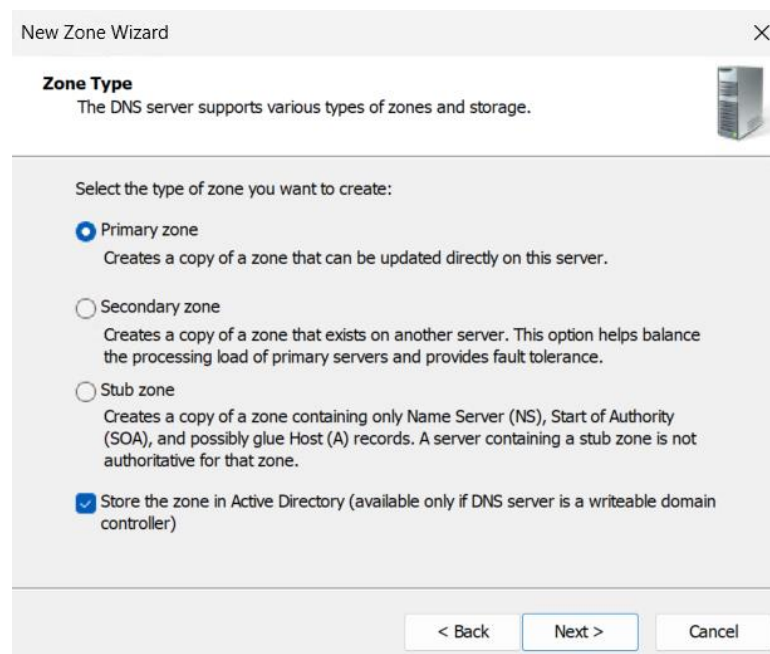 New Zone Wizard
Zone Type
The DNS server supports various types of zones and storage.
Select the type of zone you want to create:
Primary zone
Creates a copy of a zone that can be updated directly on this server.
Secondary zone
Creates a copy of a zone that exists on another server. This option helps balance
the processing load of primary servers and provides fault tolerance.
Stub zone
Creates a copy of a zone containing only Name Server (NS), Start of Authority
(SOA), and possibly glue Host (A) records. A server containing a stub zone is not
authoritative for that zone.
Store the zone in Active Directory (available only if DNS server is a writeable domain
controller)
< Back Next > Cancel